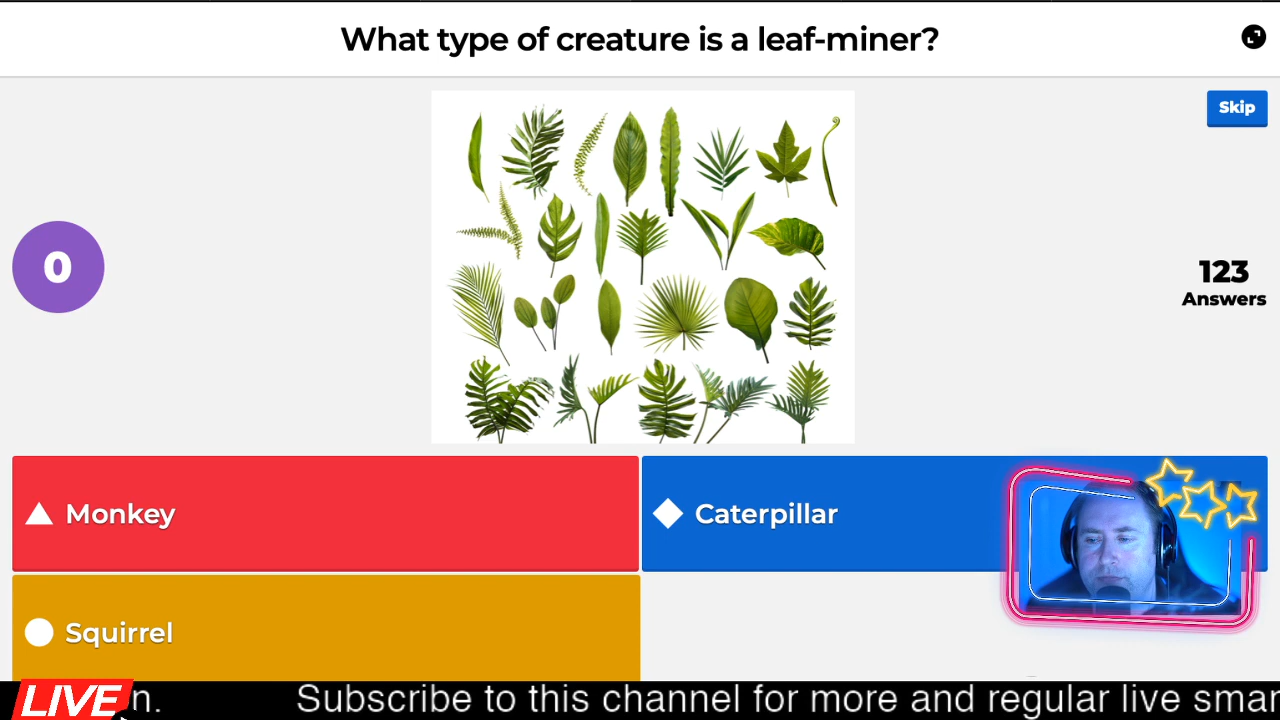 What type of creature is a leaf-miner?
Skip
0
123
Answers
Monkey
Caterpillar
Squirrel
LIVE n. Subscribe to this channel for more and regular live